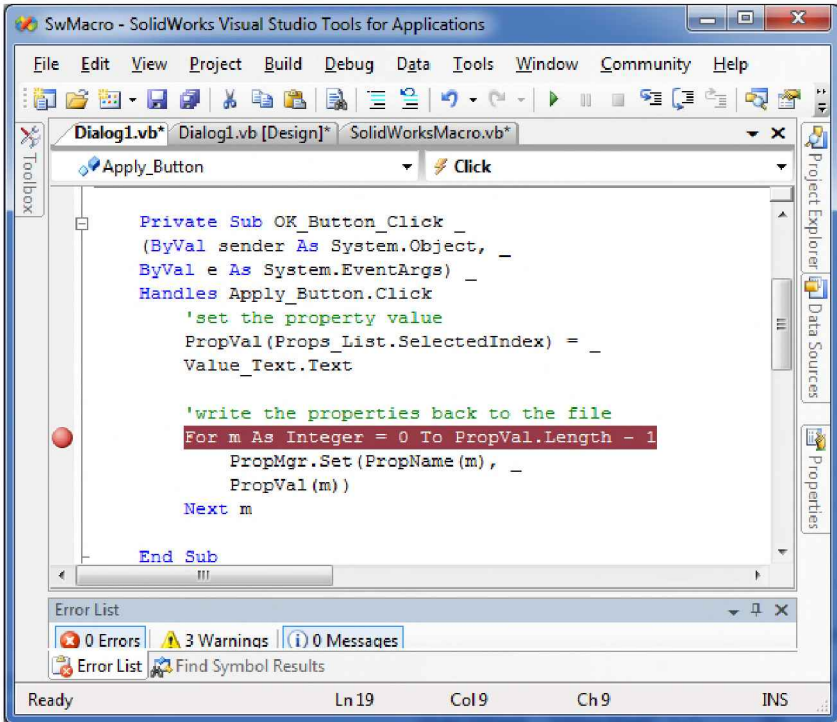 SwMacro - SolidWorks Visual Studio Tools for Applications
File Edit View Project Build Debug Data Tools Window Community Help
Dialog1.vb* Dialog1.vb [Design]* SolidWorksMacro.vb*
Apply_Button Click
Toolbox
Private Sub OK_Button_Click _
(ByVal sender As System.Object, _
ByVal e As System.EventArgs) _
Handles Apply_Button.Click
'set the property value
PropVal(Props_List.SelectedIndex) = _
Value_Text.Text
'write the properties back to the file
For m As Integer = 0 To PropVal.Length - 1
PropMgr.Set(PropName(m), _
PropVal(m))
Next m
End Sub
Project Explorer
Data Sources
Properties
Error List
0 Errors 3 Warnings 0 Messages
Error List Find Symbol Results
Ready Ln 19 Col 9 Ch 9 INS